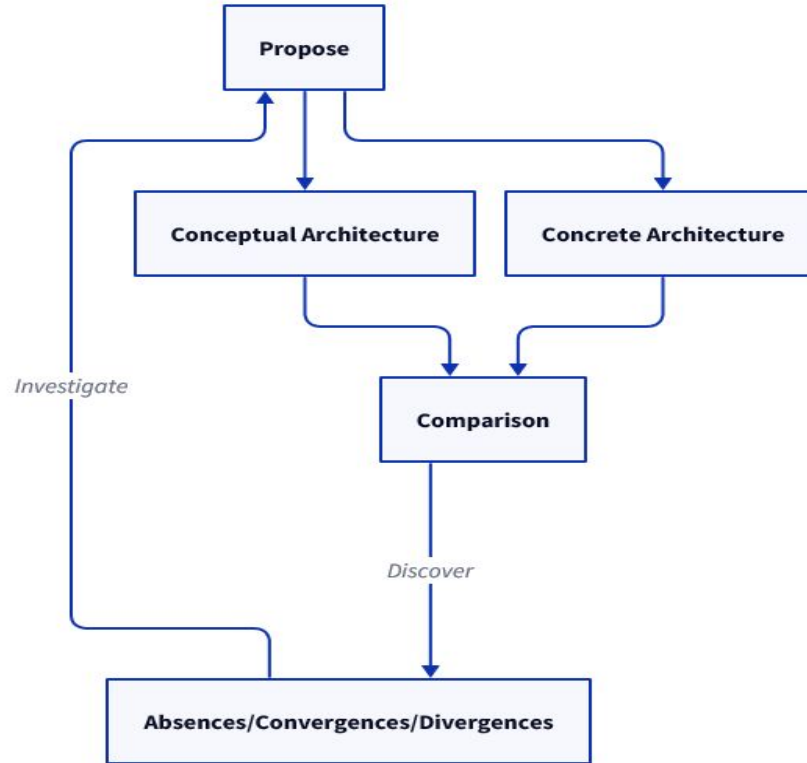 Propose
Conceptual Architecture
Concrete Architecture
Investigate
Comparison
Discover
Absences/Convergences/Divergences